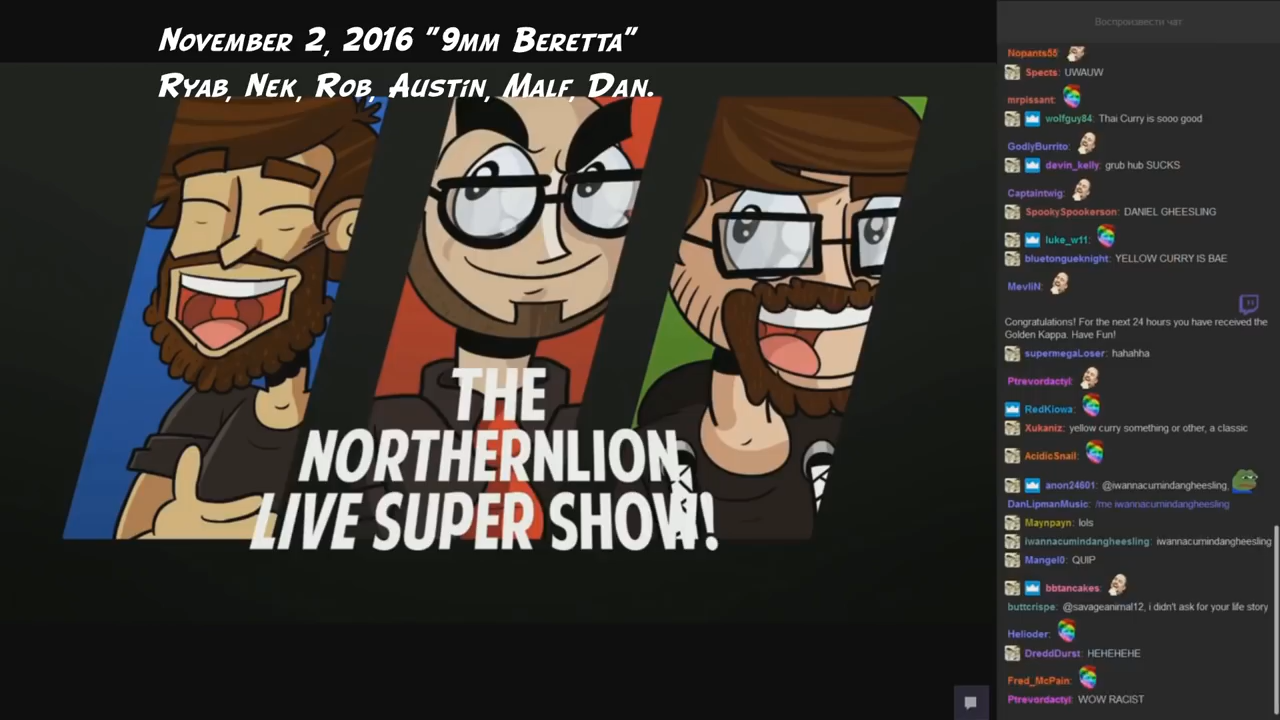 November 2, 2016 "9mm Beretta"
Ryab, Nek, Rob, Austin, Malf, Dan.
THE
NORTHERNLION
LIVE SUPER SHOW!
Воспроизвести чат
Nopants55:
Spects: UWAUW
mrpissant:
wolfguy84: Thai Curry is sooo good
GodlyBurrito:
devin_kelly: grub hub SUCKS
Captaintwig:
SpookySpookerson: DANIEL GHEESLING
luke_w11:
bluetongueknight: YELLOW CURRY IS BAE
MevliN:
Congratulations! For the next 24 hours you have received the
Golden Kappa. Have Fun!
supermegaLoser: hahahha
Ptrevordactyl:
RedKiowa:
Xukaniz: yellow curry something or other, a classic
AcidicSnail:
anon24601: @iwannacumindangheesling,
DanLipmanMusic: /me iwannacumindangheesling
Maynpayn: lols
iwannacumindangheesling: iwannacumindangheesling
Mangel0: QUIP
bbtancakes:
buttcrispe: @savageanimal12, i didn't ask for your life story
Helioder:
DreddDurst: HEHEHEHE
Fred_McPain:
Ptrevordactyl: WOW RACIST